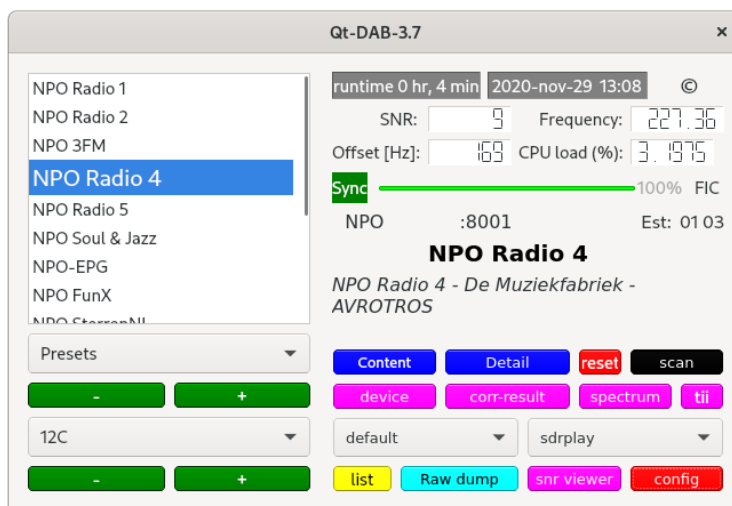 Qt-DAB-3.7 ×
NPO Radio 1
NPO Radio 2
NPO 3FM
NPO Radio 4
NPO Radio 5
NPO Soul & Jazz
NPO-EPG
NPO FunX
NPO SterrenNL
Presets
- +
12C
- +
runtime 0 hr, 4 min 2020-nov-29 13:08 ©
SNR: 9 Frequency: 227.36
Offset [Hz]: 169 CPU load (%): 3.1975
Sync 100% FIC
NPO :8001 Est: 01 03
NPO Radio 4
NPO Radio 4 - De Muziekfabriek -
AVROTROS
Content Detail reset scan
device corr-result spectrum tii
default sdrplay
list Raw dump snr viewer config